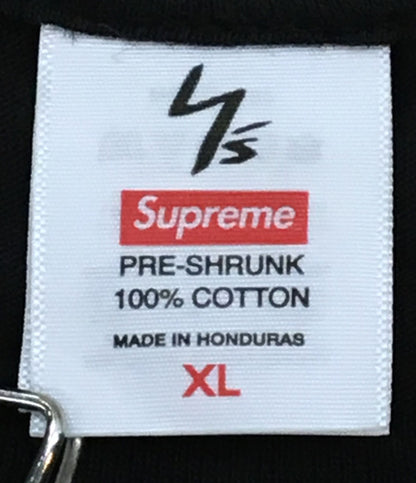 Y's
Supreme
PRE-SHRUNK
100% COTTON
MADE IN HONDURAS
XL